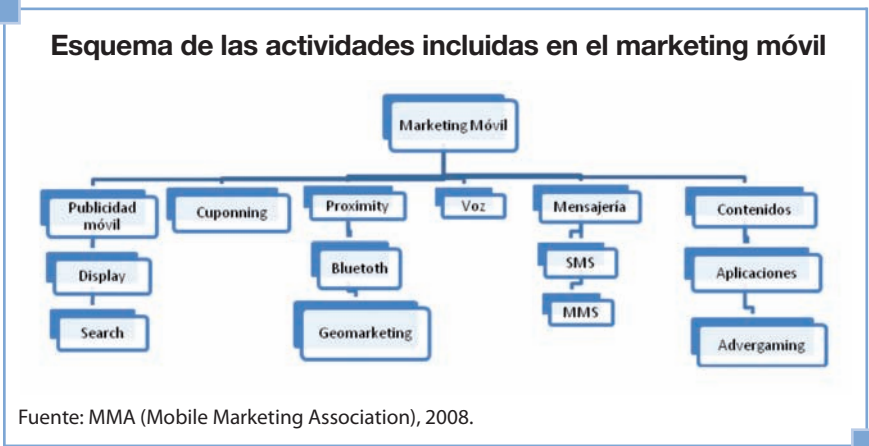 Esquema de las actividades incluidas en el marketing móvil
Marketing Móvil
Publicidad
móvil
Cuponning
Proximity
Voz
Mensajería
Contenidos
Display
Bluetoth
SMS
Aplicaciones
Search
Geomarketing
MMS
Advergaming
Fuente: MMA (Mobile Marketing Association), 2008.